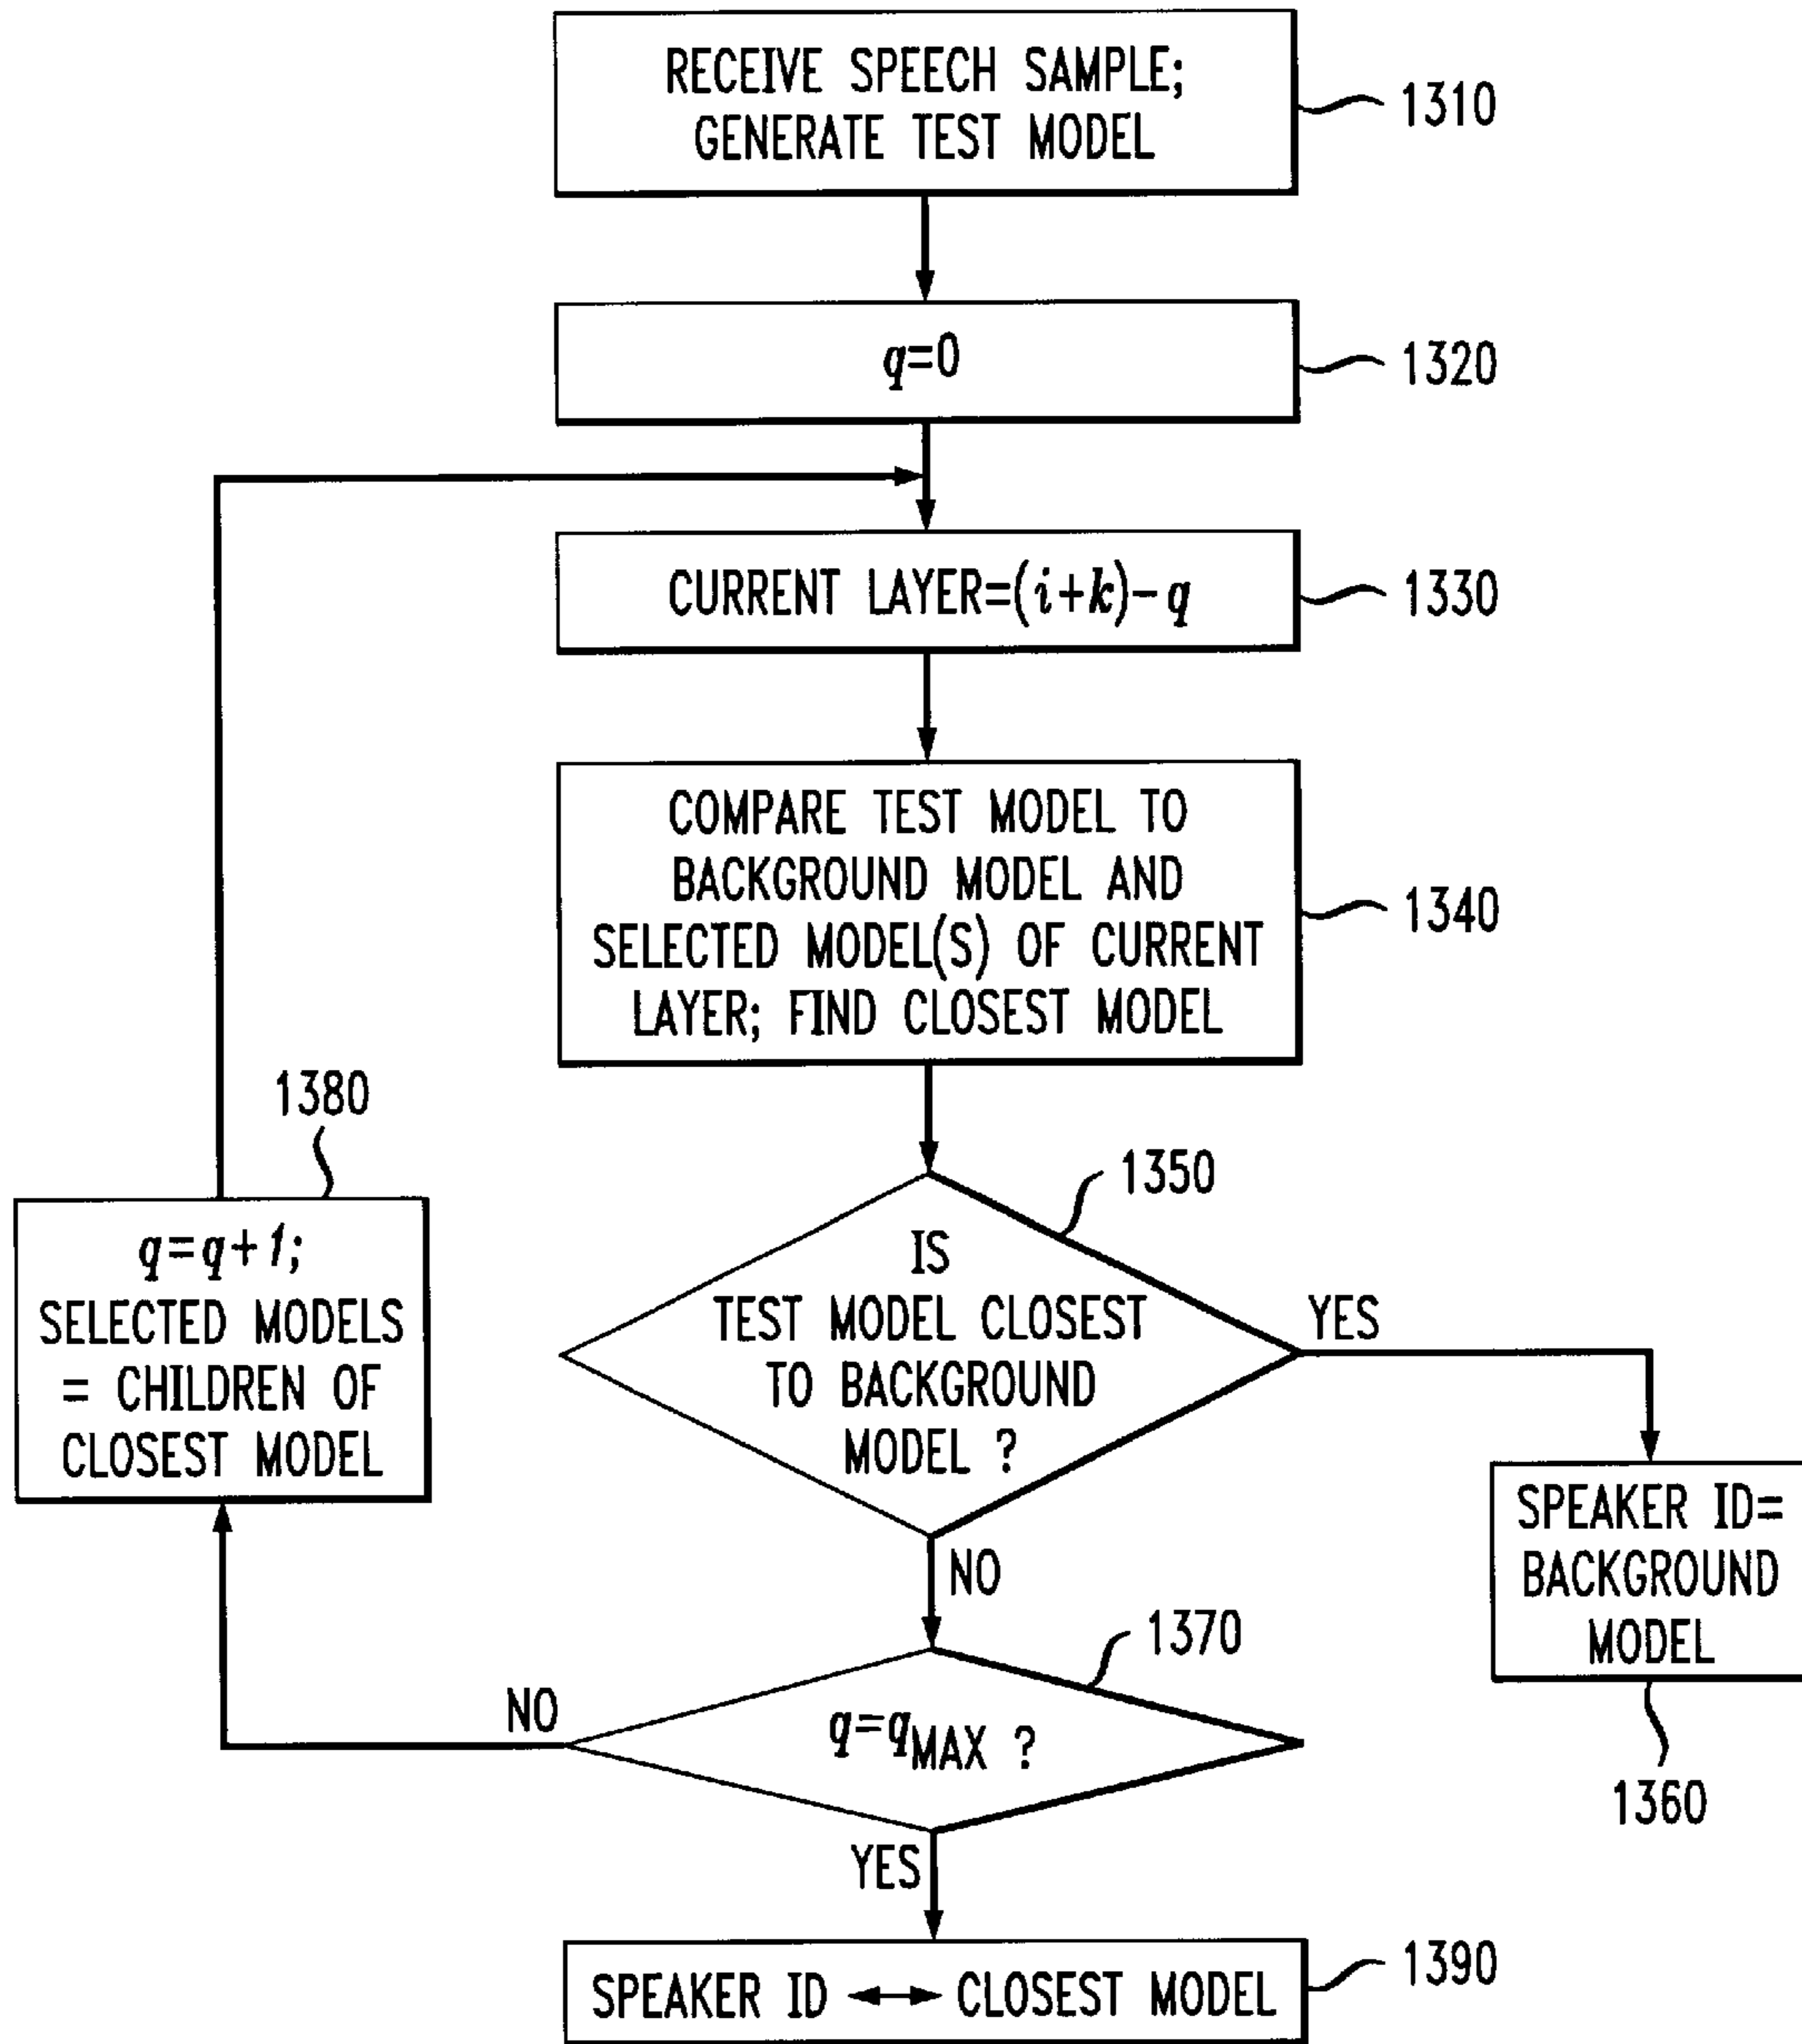 RECEIVE SPEECH SAMPLE;
GENERATE TEST MODEL
1310
q=0
1320
CURRENT LAYER=(i+k)-q
1330
COMPARE TEST MODEL TO
BACKGROUND MODEL AND
SELECTED MODEL(S) OF CURRENT
LAYER; FIND CLOSEST MODEL
1340
1380
q=q+1;
SELECTED MODELS
= CHILDREN OF
CLOSEST MODEL
1350
IS
TEST MODEL CLOSEST
TO BACKGROUND
MODEL ?
YES
SPEAKER ID=
BACKGROUND
MODEL
1360
NO
1370
q=qMAX ?
NO
YES
SPEAKER ID ↔ CLOSEST MODEL
1390